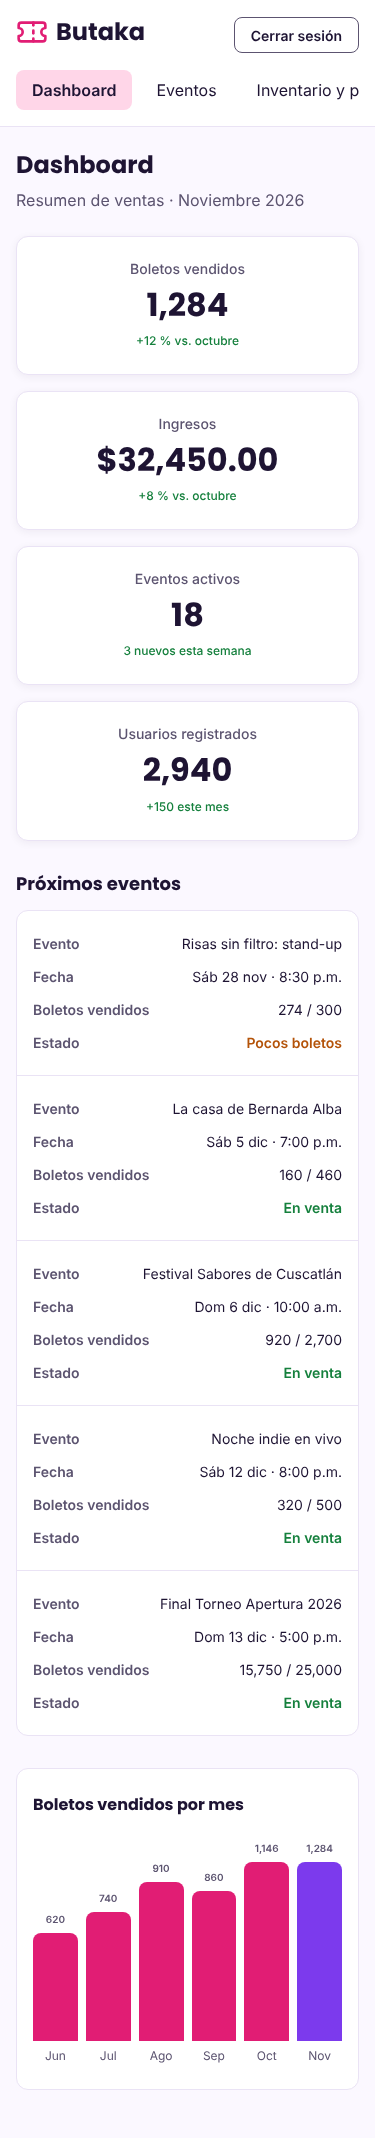 Butaka
Cerrar sesión
Dashboard Eventos Inventario y p
Dashboard
Resumen de ventas · Noviembre 2026
Boletos vendidos
1,284
+12 % vs. octubre
Ingresos
$32,450.00
+8 % vs. octubre
Eventos activos
18
3 nuevos esta semana
Usuarios registrados
2,940
+150 este mes
Próximos eventos
Evento Risas sin filtro: stand-up
Fecha Sáb 28 nov · 8:30 p.m.
Boletos vendidos 274 / 300
Estado Pocos boletos
Evento La casa de Bernarda Alba
Fecha Sáb 5 dic · 7:00 p.m.
Boletos vendidos 160 / 460
Estado En venta
Evento Festival Sabores de Cuscatlán
Fecha Dom 6 dic · 10:00 a.m.
Boletos vendidos 920 / 2,700
Estado En venta
Evento Noche indie en vivo
Fecha Sáb 12 dic · 8:00 p.m.
Boletos vendidos 320 / 500
Estado En venta
Evento Final Torneo Apertura 2026
Fecha Dom 13 dic · 5:00 p.m.
Boletos vendidos 15,750 / 25,000
Estado En venta
Boletos vendidos por mes
620 740 910 860 1,146 1,284
Jun Jul Ago Sep Oct Nov